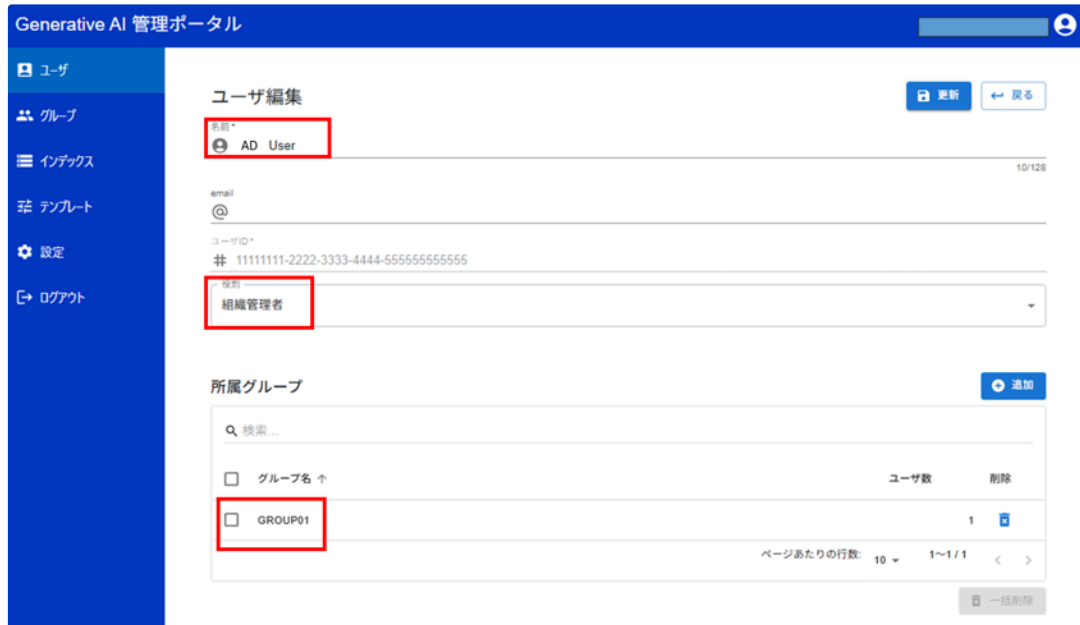 Generative AI 管理ポータル
ユーザ
グループ
インデックス
テンプレート
設定
ログアウト
ユーザ編集
更新
戻る
名前*
AD User
10/128
email
ユーザID*
11111111-2222-3333-4444-555555555555
役割
組織管理者
所属グループ
追加
検索...
グループ名 ↑ ユーザ数 削除
GROUP01 1
ページあたりの行数: 10 1~1 / 1
一括削除